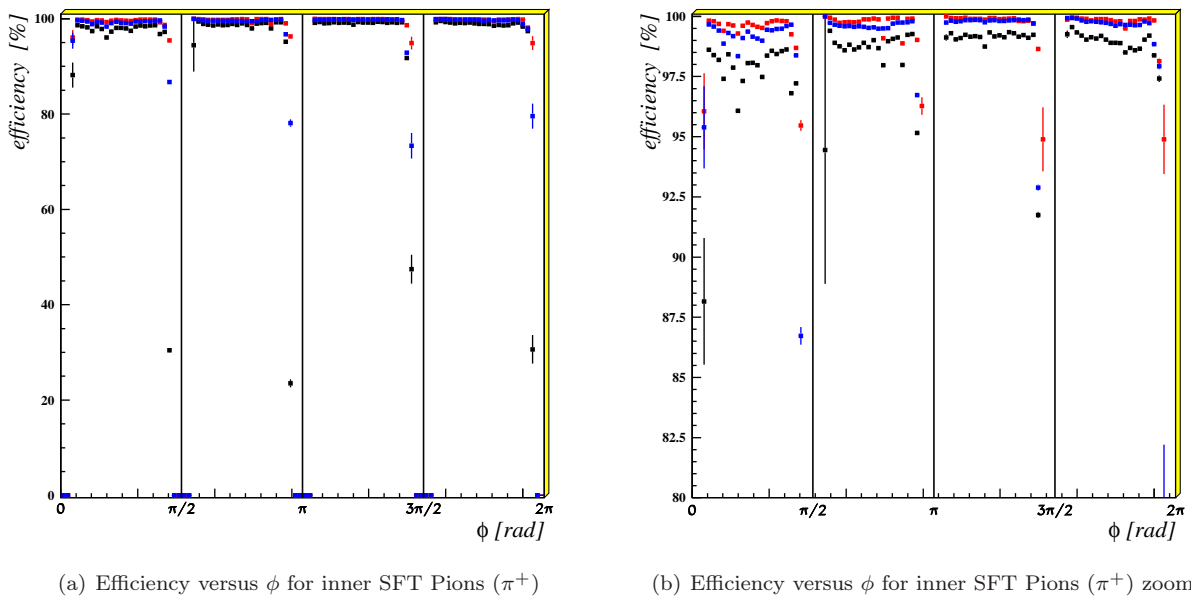 efficiency [%]
100
80
60
40
20
0
0
π/2
π
3π/2
2π
ϕ [rad]
(a) Efficiency versus ϕ for inner SFT Pions (π⁺)
efficiency [%]
100
97.5
95
92.5
90
87.5
85
82.5
80
0
π/2
π
3π/2
2π
ϕ [rad]
(b) Efficiency versus ϕ for inner SFT Pions (π⁺) zoom